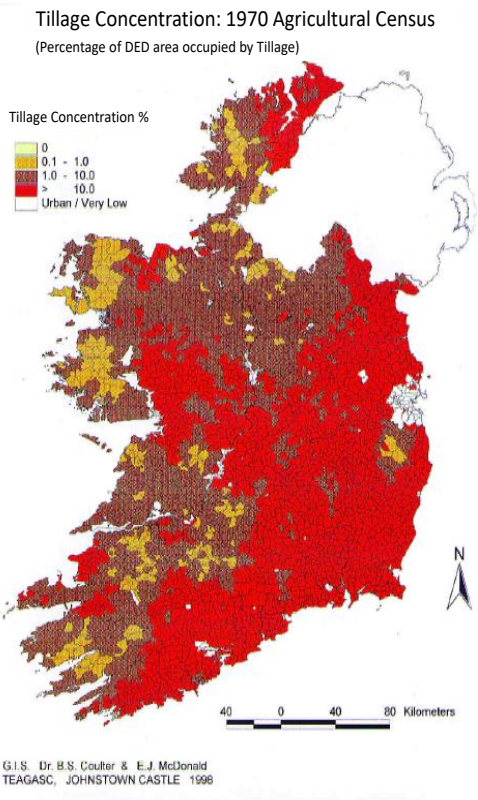 Tillage Concentration: 1970 Agricultural Census
(Percentage of DED area occupied by Tillage)
Tillage Concentration %
0
0.1 - 1.0
1.0 - 10.0
> 10.0
Urban / Very Low
N
40 0 40 80 Kilometers
G.I.S. Dr. B.S. Coulter & E.J. McDonald
TEAGASC, JOHNSTOWN CASTLE 1998